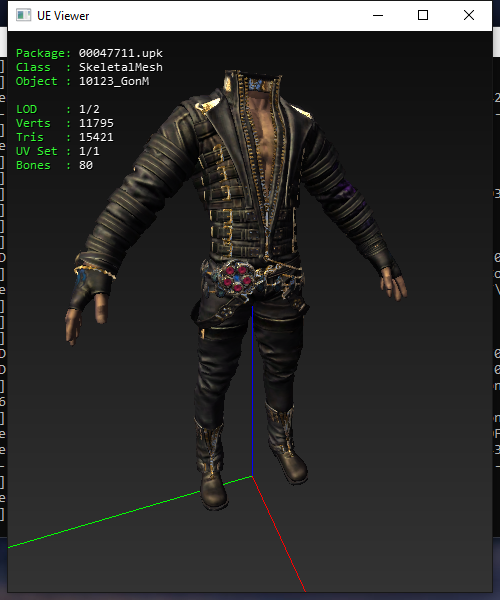 UE Viewer
Package: 00047711.upk
Class : SkeletalMesh
Object : 10123_GonM
LOD : 1/2
Verts : 11795
Tris : 15421
UV Set : 1/1
Bones : 80